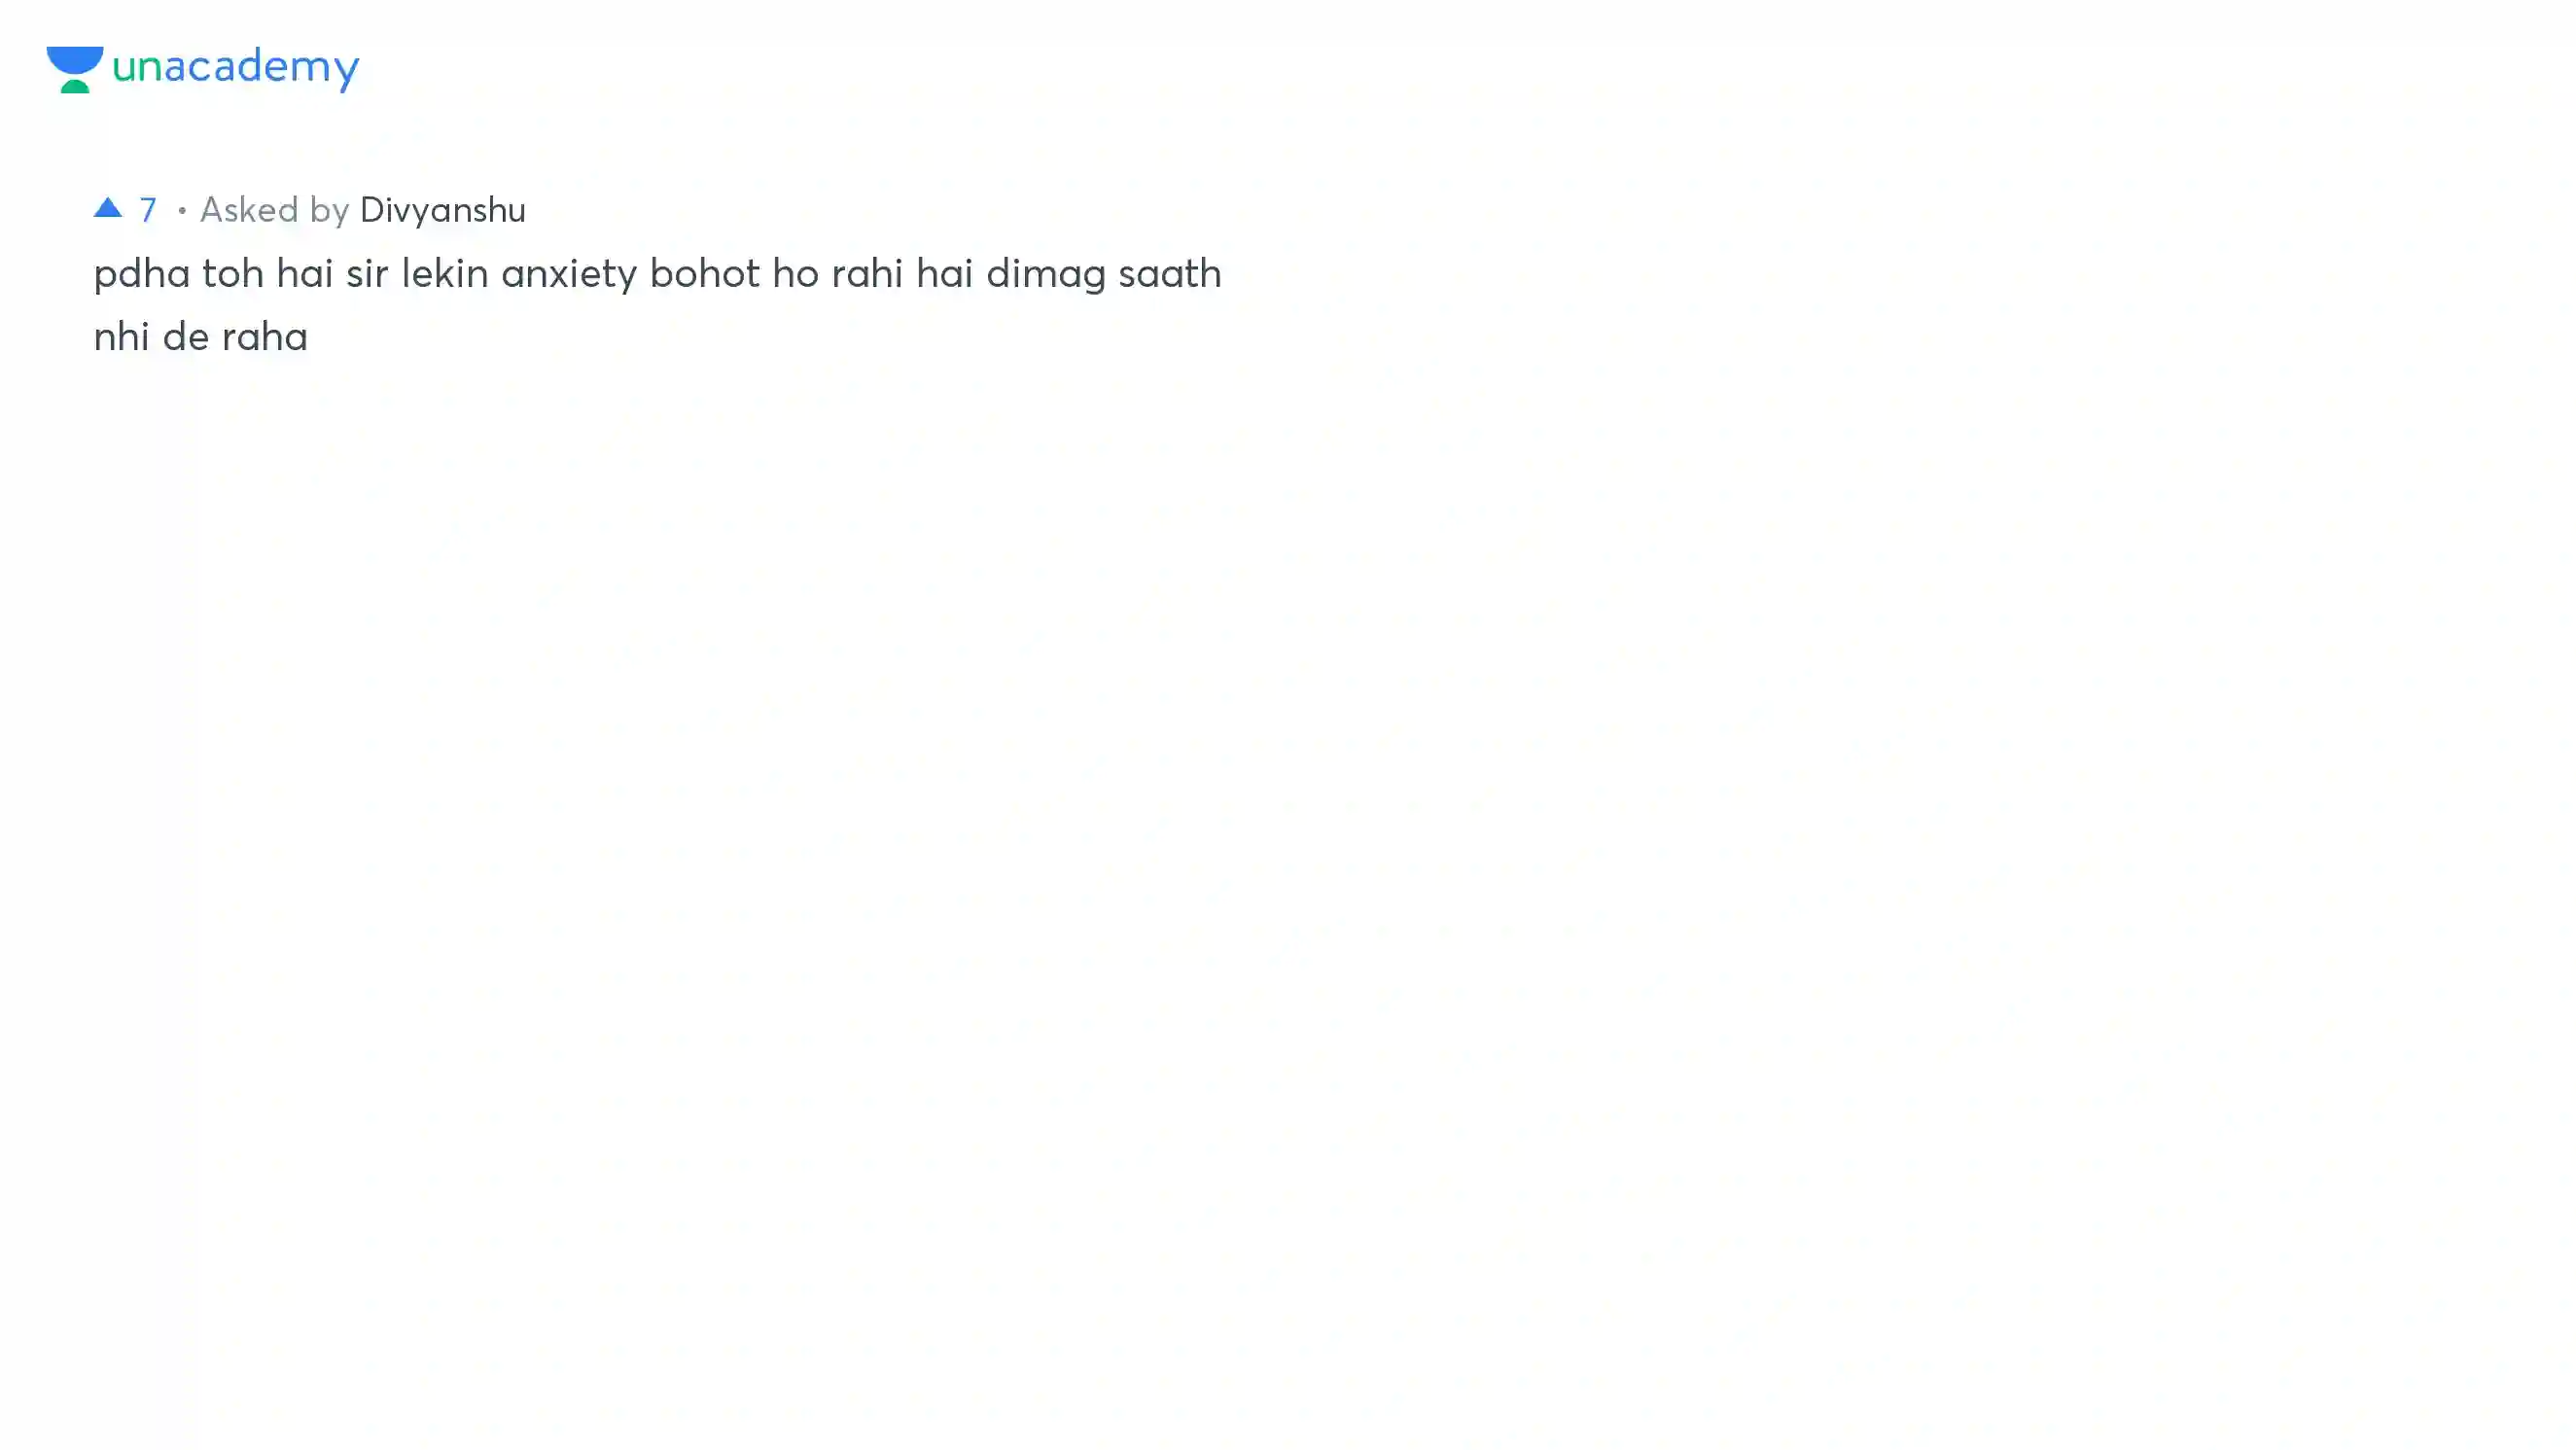 unacademy
7 • Asked by Divyanshu
pdha toh hai sir lekin anxiety bohot ho rahi hai dimag saath
nhi de raha